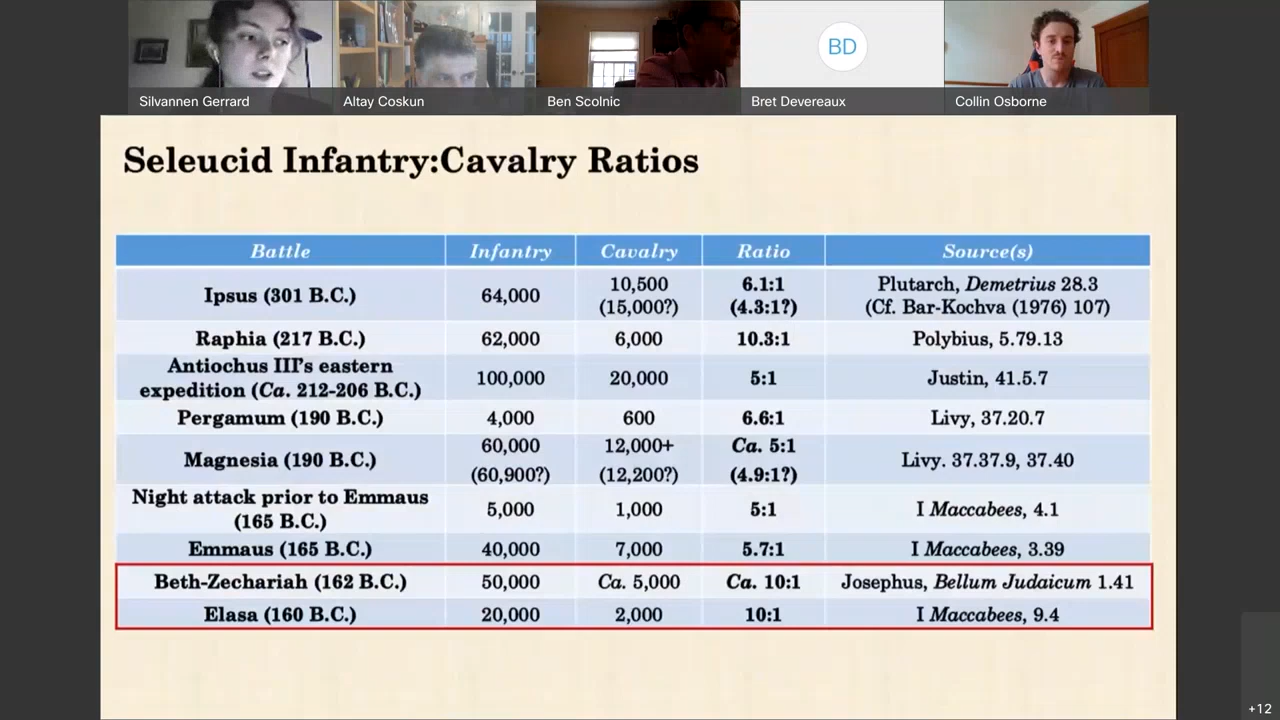 Silvannen Gerrard
Altay Coskun
Ben Scolnic
BD
Bret Devereaux
Collin Osborne
Seleucid Infantry:Cavalry Ratios
Battle Infantry Cavalry Ratio Source(s)
Ipsus (301 B.C.) 64,000 10,500 (15,000?) 6.1:1 (4.3:1?) Plutarch, Demetrius 28.3 (Cf. Bar-Kochva (1976) 107)
Raphia (217 B.C.) 62,000 6,000 10.3:1 Polybius, 5.79.13
Antiochus III's eastern expedition (Ca. 212-206 B.C.) 100,000 20,000 5:1 Justin, 41.5.7
Pergamum (190 B.C.) 4,000 600 6.6:1 Livy, 37.20.7
Magnesia (190 B.C.) 60,000 (60,900?) 12,000+ (12,200?) Ca. 5:1 (4.9:1?) Livy. 37.37.9, 37.40
Night attack prior to Emmaus (165 B.C.) 5,000 1,000 5:1 I Maccabees, 4.1
Emmaus (165 B.C.) 40,000 7,000 5.7:1 I Maccabees, 3.39
Beth-Zechariah (162 B.C.) 50,000 Ca. 5,000 Ca. 10:1 Josephus, Bellum Judaicum 1.41
Elasa (160 B.C.) 20,000 2,000 10:1 I Maccabees, 9.4
+12